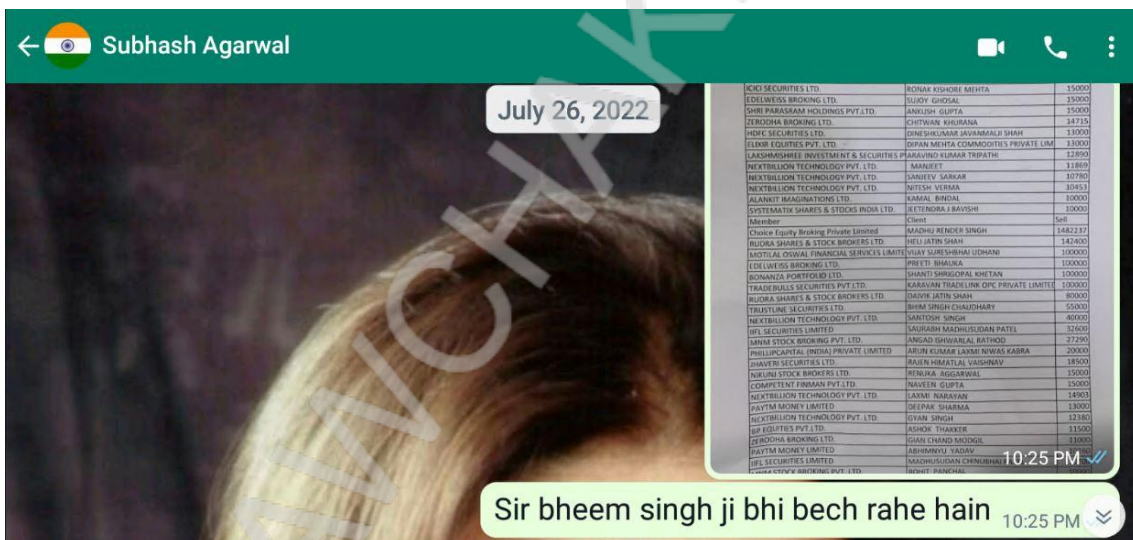 Subhash Agarwal
July 26, 2022
ICICI SECURITIES LTD. RONAK KISHORE MEHTA 15000
EDELWEISS BROKING LTD. SUJOY GHOSAL 15000
SHRI PARASRAM HOLDINGS PVT.LTD. ANKUSH GUPTA 15000
ZERODHA BROKING LTD. CHITWAN KHURANA 14715
HDFC SECURITIES LTD. DINESHKUMAR JAVANMALJI SHAH 13000
ELIXIR EQUITIES PVT. LTD. DIPAN MEHTA COMMODITIES PRIVATE LIM 13000
LAKSHMISHREE INVESTMENT & SECURITIES P ARAVIND KUMAR TRIPATHI 12890
NEXTBILLION TECHNOLOGY PVT. LTD. MANJEET 11869
NEXTBILLION TECHNOLOGY PVT. LTD. SANJEEV SARKAR 10780
NEXTBILLION TECHNOLOGY PVT. LTD. NITESH VERMA 10453
ALANKIT IMAGINATIONS LTD. KAMAL BINDAL 10000
SYSTEMATIX SHARES & STOCKS INDIA LTD. JEETENDRA J BAVISHI 10000
Member Client Sell
Choice Equity Broking Private Limited MADHU RENDER SINGH 1482237
RUDRA SHARES & STOCK BROKERS LTD. HELI JATIN SHAH 142400
MOTILAL OSWAL FINANCIAL SERVICES LIMITE VIJAY SURESHBHAI UDHANI 100000
EDELWEISS BROKING LTD. PREETI BHAUKA 100000
BONANZA PORTFOLIO LTD. SHANTI SHRIGOPAL KHETAN 100000
TRADEBULLS SECURITIES PVT.LTD. KARAVAN TRADELINK OPC PRIVATE LIMITED 100000
RUDRA SHARES & STOCK BROKERS LTD. DAIVIK JATIN SHAH 80000
TRUSTLINE SECURITIES LTD. BHIM SINGH CHAUDHARY 55000
NEXTBILLION TECHNOLOGY PVT. LTD. SANTOSH SINGH 40000
IIFL SECURITIES LIMITED SAURABH MADHUSUDAN PATEL 32600
MNM STOCK BROKING PVT. LTD. ANGAD ISHWARLAL RATHOD 27290
PHILLIPCAPITAL (INDIA) PRIVATE LIMITED ARUN KUMAR LAXMI NIWAS KABRA 20000
JHAVERI SECURITIES LTD. RAJEN HIMATLAL VAISHNAV 18500
NIKUNJ STOCK BROKERS LTD. RENUKA AGGARWAL 15000
COMPETENT FINMAN PVT.LTD. NAVEEN GUPTA 15000
NEXTBILLION TECHNOLOGY PVT. LTD. LAXMI NARAYAN 14903
PAYTM MONEY LIMITED DEEPAK SHARMA 13000
NEXTBILLION TECHNOLOGY PVT. LTD. GYAN SINGH 12380
BP EQUITIES PVT.LTD. ASHOK THAKKER 11500
ZERODHA BROKING LTD. GIAN CHAND MODGIL 11000
PAYTM MONEY LIMITED ABHIMNYU YADAV
IIFL SECURITIES LIMITED MADHUSUDAN CHINUBHAI
MNM STOCK BROKING PVT. LTD. ROHIT PANCHAL
10:25 PM
Sir bheem singh ji bhi bech rahe hain 10:25 PM